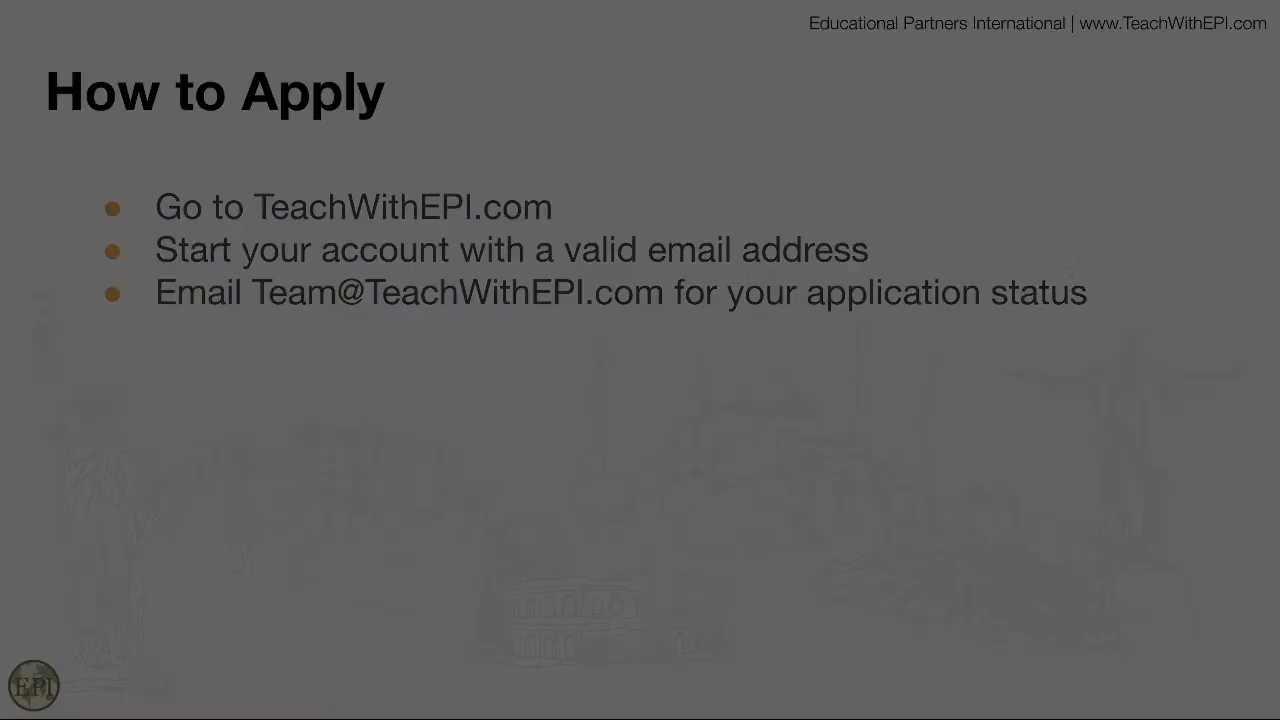 Educational Partners International | www.TeachWithEPI.com
How to Apply
● Go to TeachWithEPI.com
● Start your account with a valid email address
● Email Team@TeachWithEPI.com for your application status
EPI